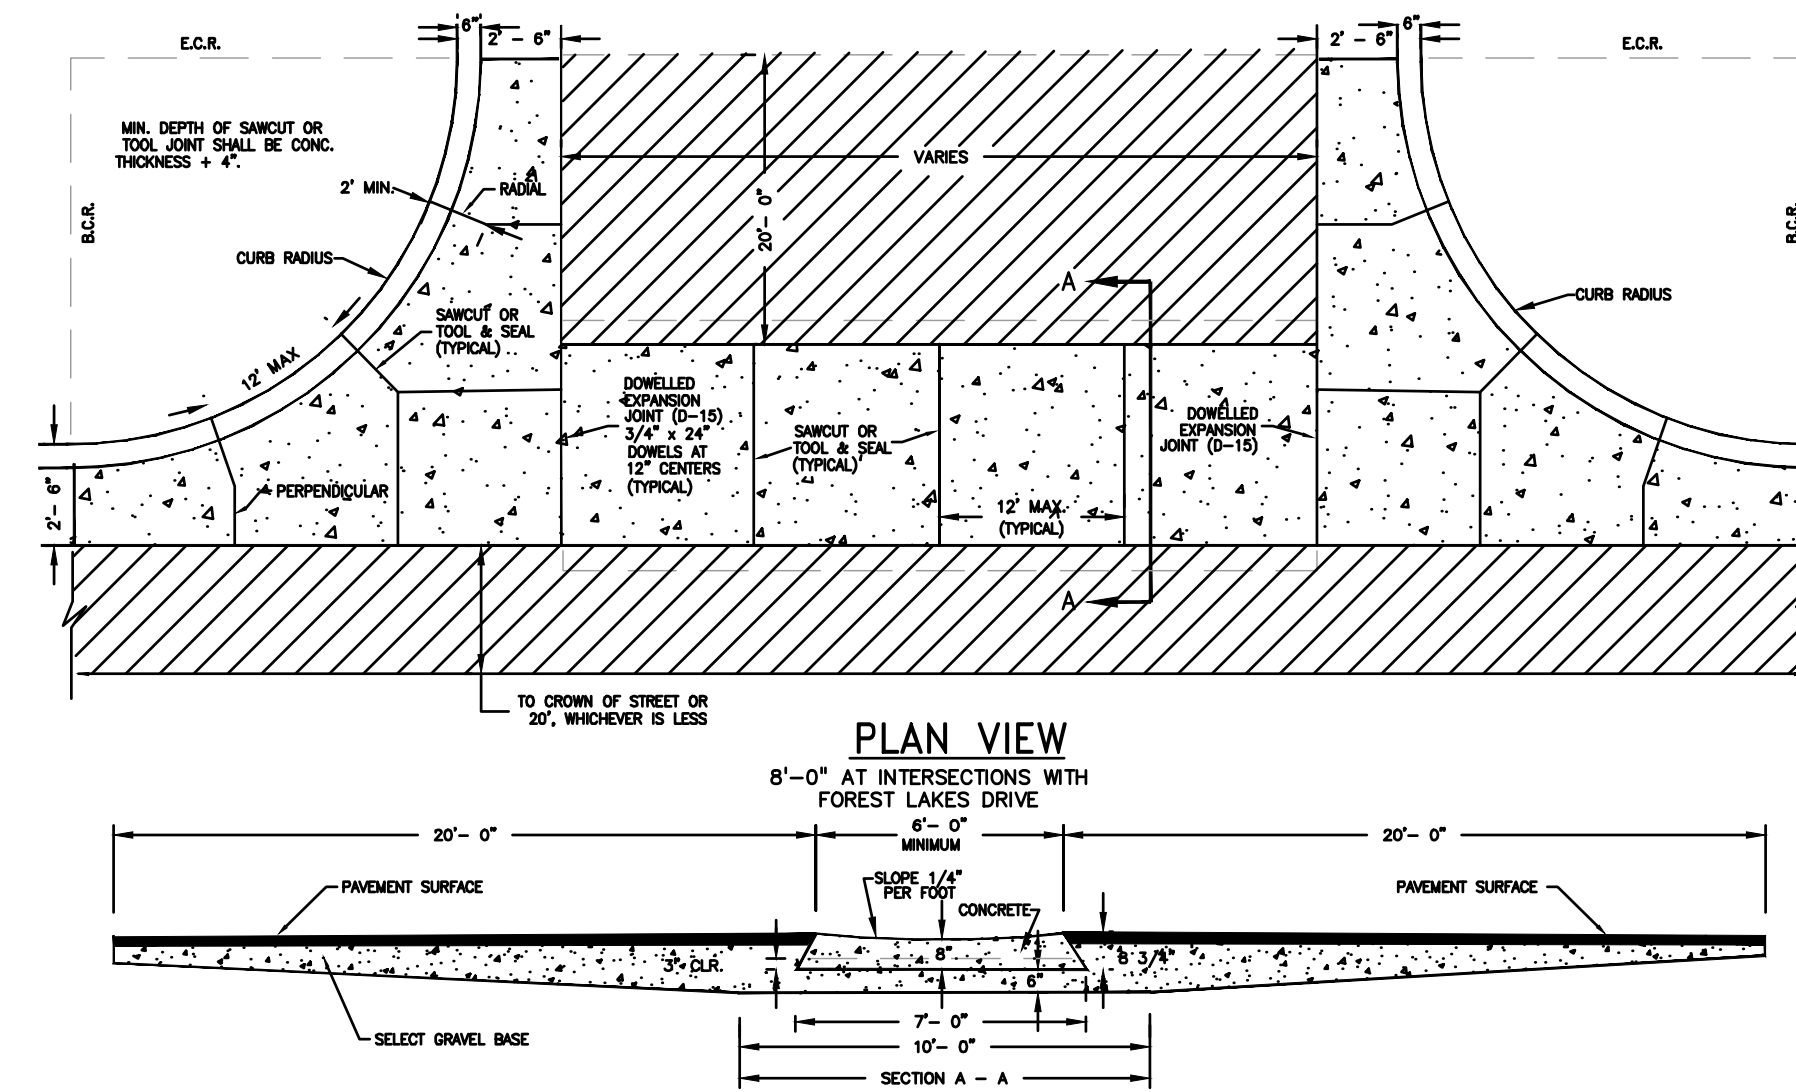 6"
6"
2' - 6"
2' - 6"
E.C.R.
E.C.R.
MIN. DEPTH OF SAWCUT OR
TOOL JOINT SHALL BE CONC.
THICKNESS + 4".
VARIES
2' MIN.
RADIAL
B.C.R.
B.C.R.
20'- 0"
CURB RADIUS
A
CURB RADIUS
SAWCUT OR
TOOL & SEAL
(TYPICAL)
12' MAX
DOWELLED
EXPANSION
JOINT (D-15)
3/4" x 24"
DOWELS AT
12" CENTERS
(TYPICAL)
SAWCUT OR
TOOL & SEAL
(TYPICAL)
DOWELLED
EXPANSION
JOINT (D-15)
2'- 6"
PERPENDICULAR
12' MAX.
(TYPICAL)
A
TO CROWN OF STREET OR
20', WHICHEVER IS LESS
PLAN VIEW
8'-0" AT INTERSECTIONS WITH
FOREST LAKES DRIVE
20'- 0"
6'- 0"
MINIMUM
20'- 0"
PAVEMENT SURFACE
SLOPE 1/4"
PER FOOT
CONCRETE
PAVEMENT SURFACE
3" CLR.
8"
8 3/4"
6"
SELECT GRAVEL BASE
7'- 0"
10'- 0"
SECTION A - A